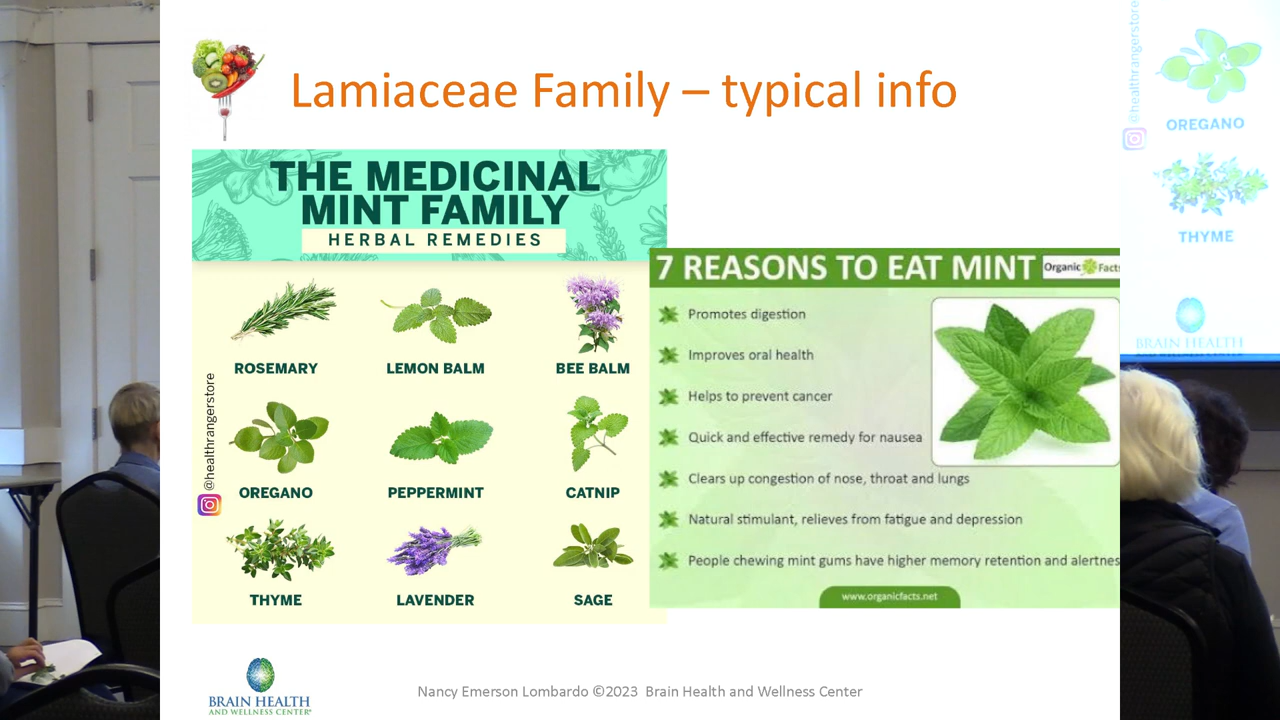 Lamiaceae Family – typical info
THE MEDICINAL
MINT FAMILY
HERBAL REMEDIES
ROSEMARY
LEMON BALM
BEE BALM
OREGANO
PEPPERMINT
CATNIP
THYME
LAVENDER
SAGE
@healthrangerstore
7 REASONS TO EAT MINT
Organic Facts
Promotes digestion
Improves oral health
Helps to prevent cancer
Quick and effective remedy for nausea
Clears up congestion of nose, throat and lungs
Natural stimulant, relieves from fatigue and depression
People chewing mint gums have higher memory retention and alertnes
www.organicfacts.net
BRAIN HEALTH
AND WELLNESS CENTER
Nancy Emerson Lombardo ©2023 Brain Health and Wellness Center
@healthrangerstore
OREGANO
THYME
BRAIN HEALTH